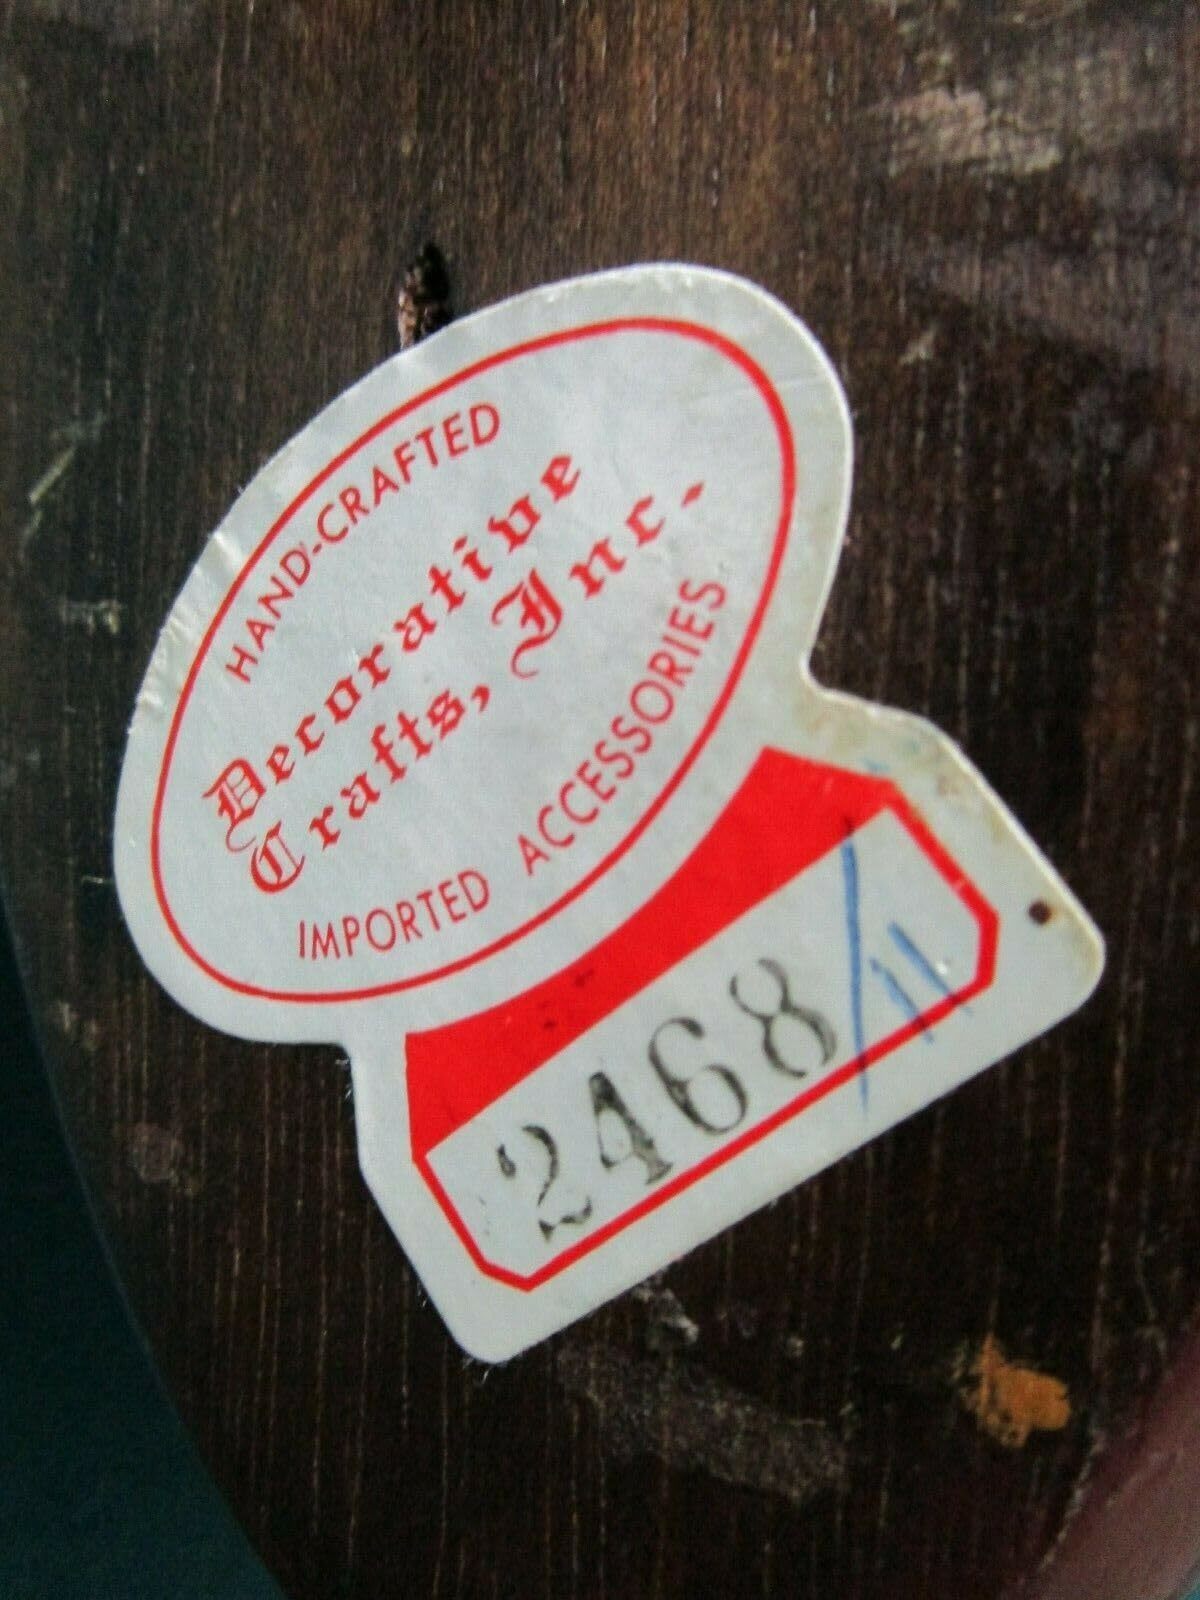 HAND-CRAFTED
Decorative
Crafts, Inc.
IMPORTED ACCESSORIES
2468/11